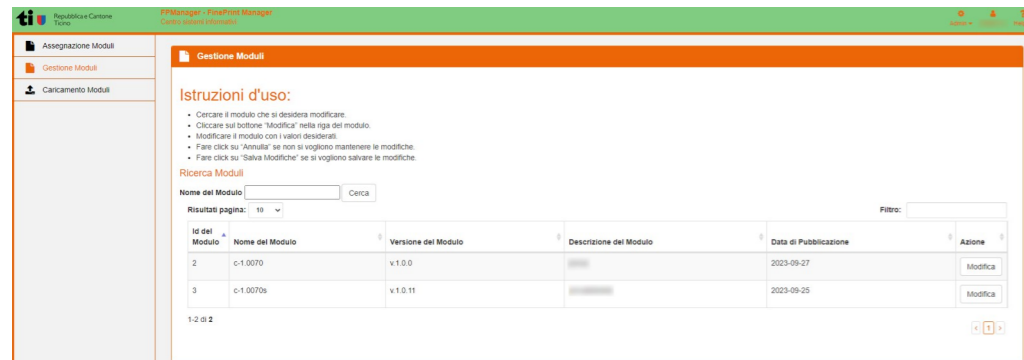 ti
Repubblica e Cantone
Ticino
FPManager - FinePrint Manager
Centro sistemi informativi
Assegnazione Moduli
Gestione Moduli
Caricamento Moduli
Gestione Moduli
Istruzioni d'uso:
• Cercare il modulo che si desidera modificare.
• Cliccare sul bottone "Modifica" nella riga del modulo.
• Modificare il modulo con i valori desiderati.
• Fare click su "Annulla" se non si vogliono mantenere le modifiche.
• Fare click su "Salva Modifiche" se si vogliono salvare le modifiche.
Ricerca Moduli
Nome del Modulo Cerca
Risultati pagina: 10 Filtro:
Id del Modulo Nome del Modulo Versione del Modulo Descrizione del Modulo Data di Pubblicazione Azione
2 c-1.0070 v.1.0.0 2023-09-27 Modifica
3 c-1.0070s v.1.0.11 2023-09-25 Modifica
1-2 di 2
< 1 >